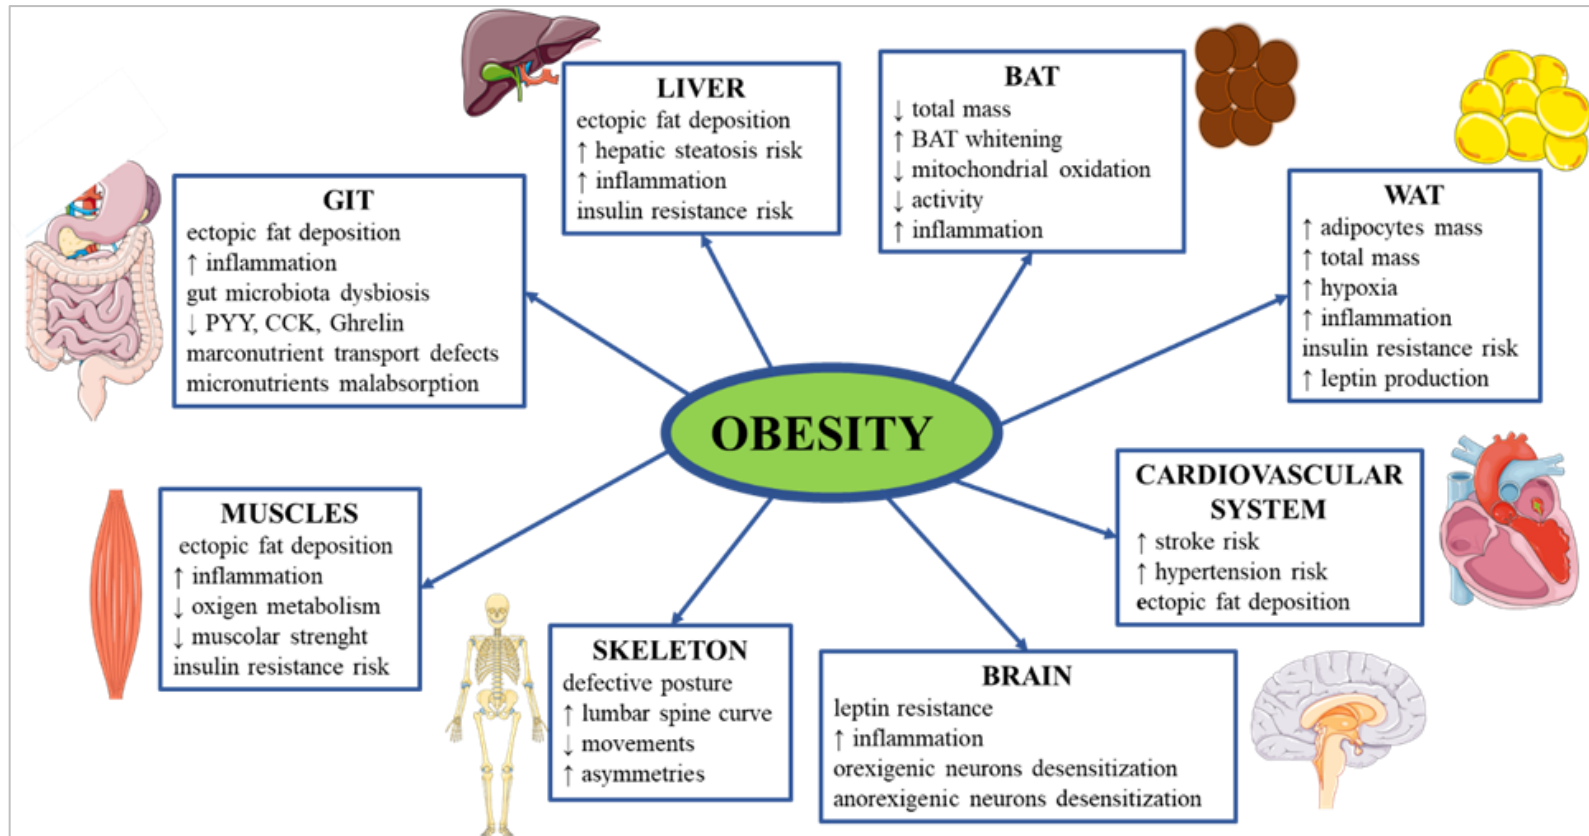 LIVER
ectopic fat deposition
↑ hepatic steatosis risk
↑ inflammation
insulin resistance risk
BAT
↓ total mass
↑ BAT whitening
↓ mitochondrial oxidation
↓ activity
↑ inflammation
GIT
ectopic fat deposition
↑ inflammation
gut microbiota dysbiosis
↓ PYY, CCK, Ghrelin
marconutrient transport defects
micronutrients malabsorption
WAT
↑ adipocytes mass
↑ total mass
↑ hypoxia
↑ inflammation
insulin resistance risk
↑ leptin production
OBESITY
MUSCLES
ectopic fat deposition
↑ inflammation
↓ oxigen metabolism
↓ muscolar strenght
insulin resistance risk
CARDIOVASCULAR
SYSTEM
↑ stroke risk
↑ hypertension risk
ectopic fat deposition
SKELETON
defective posture
↑ lumbar spine curve
↓ movements
↑ asymmetries
BRAIN
leptin resistance
↑ inflammation
orexigenic neurons desensitization
anorexigenic neurons desensitization